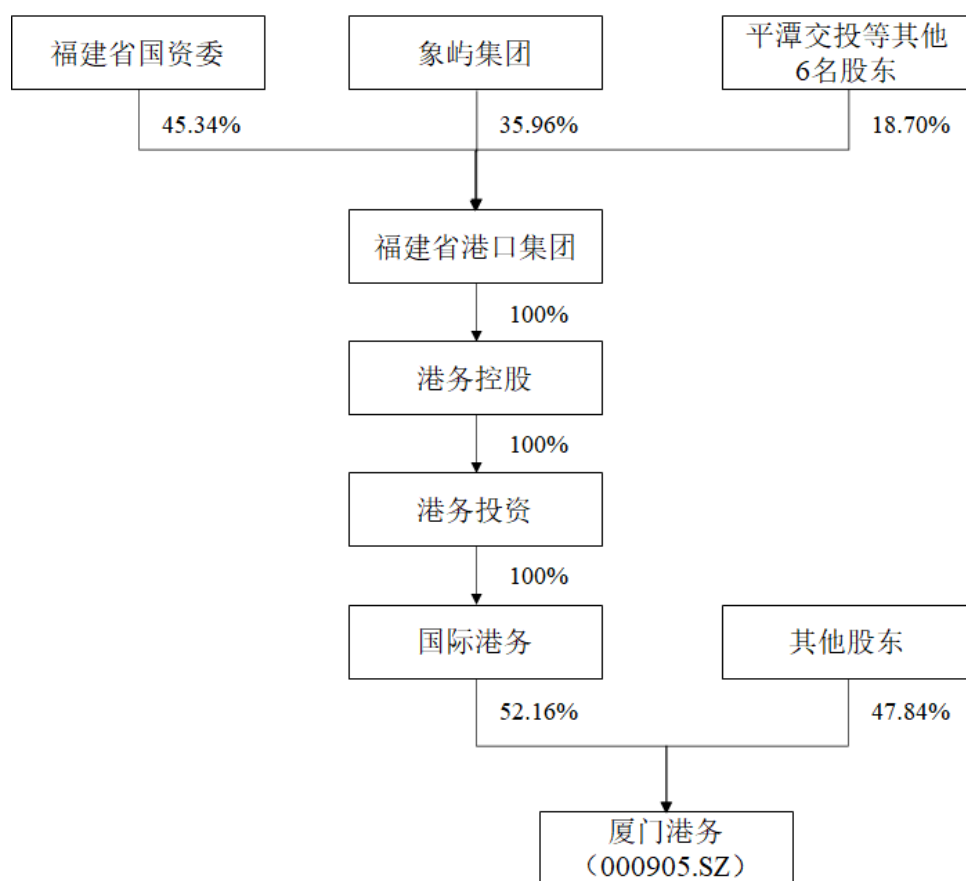 福建省国资委
象屿集团
平潭交投等其他
6名股东
45.34%
35.96%
18.70%
福建省港口集团
100%
港务控股
100%
港务投资
100%
国际港务
其他股东
52.16%
47.84%
厦门港务
（000905.SZ）